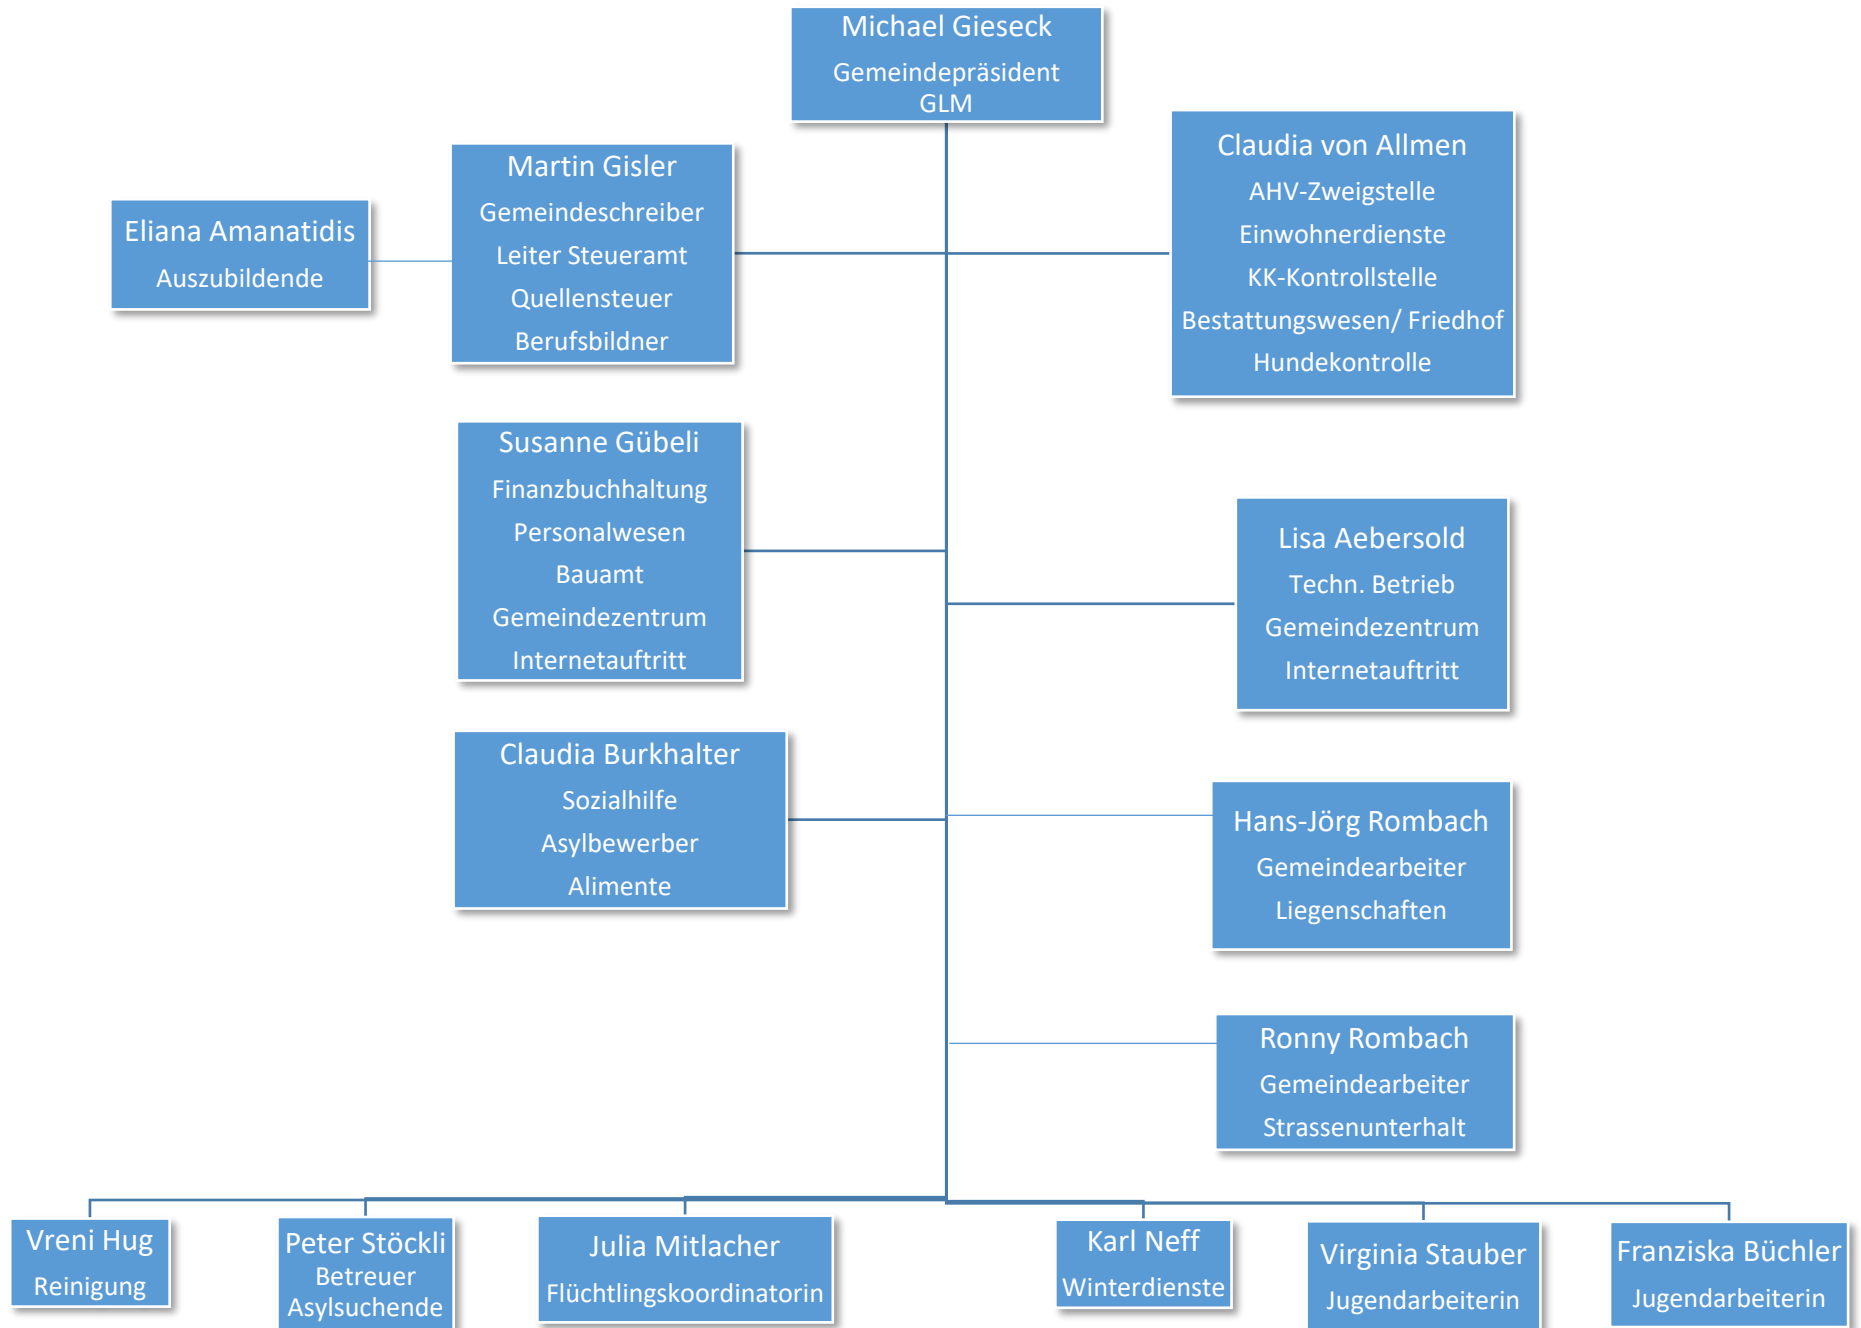 Michael Gieseck
Gemeindepräsident
GLM
Claudia von Allmen
AHV-Zweigstelle
Einwohnerdienste
KK-Kontrollstelle
Bestattungswesen/ Friedhof
Hundekontrolle
Martin Gisler
Gemeindeschreiber
Leiter Steueramt
Quellensteuer
Berufsbildner
Eliana Amanatidis
Auszubildende
Susanne Gübeli
Finanzbuchhaltung
Personalwesen
Bauamt
Gemeindezentrum
Internetauftritt
Lisa Aebersold
Techn. Betrieb
Gemeindezentrum
Internetauftritt
Claudia Burkhalter
Sozialhilfe
Asylbewerber
Alimente
Hans-Jörg Rombach
Gemeindearbeiter
Liegenschaften
Ronny Rombach
Gemeindearbeiter
Strassenunterhalt
Vreni Hug
Reinigung
Peter Stöckli
Betreuer
Asylsuchende
Julia Mitlacher
Flüchtlingskoordinatorin
Karl Neff
Winterdienste
Virginia Stauber
Jugendarbeiterin
Franziska Büchler
Jugendarbeiterin